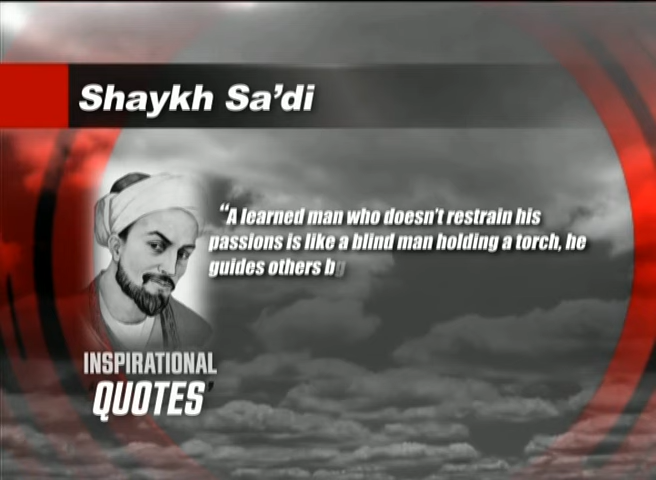 Shaykh Sa'di
"A learned man who doesn't restrain his
passions is like a blind man holding a torch, he
guides others
INSPIRATIONAL
'QUOTES'